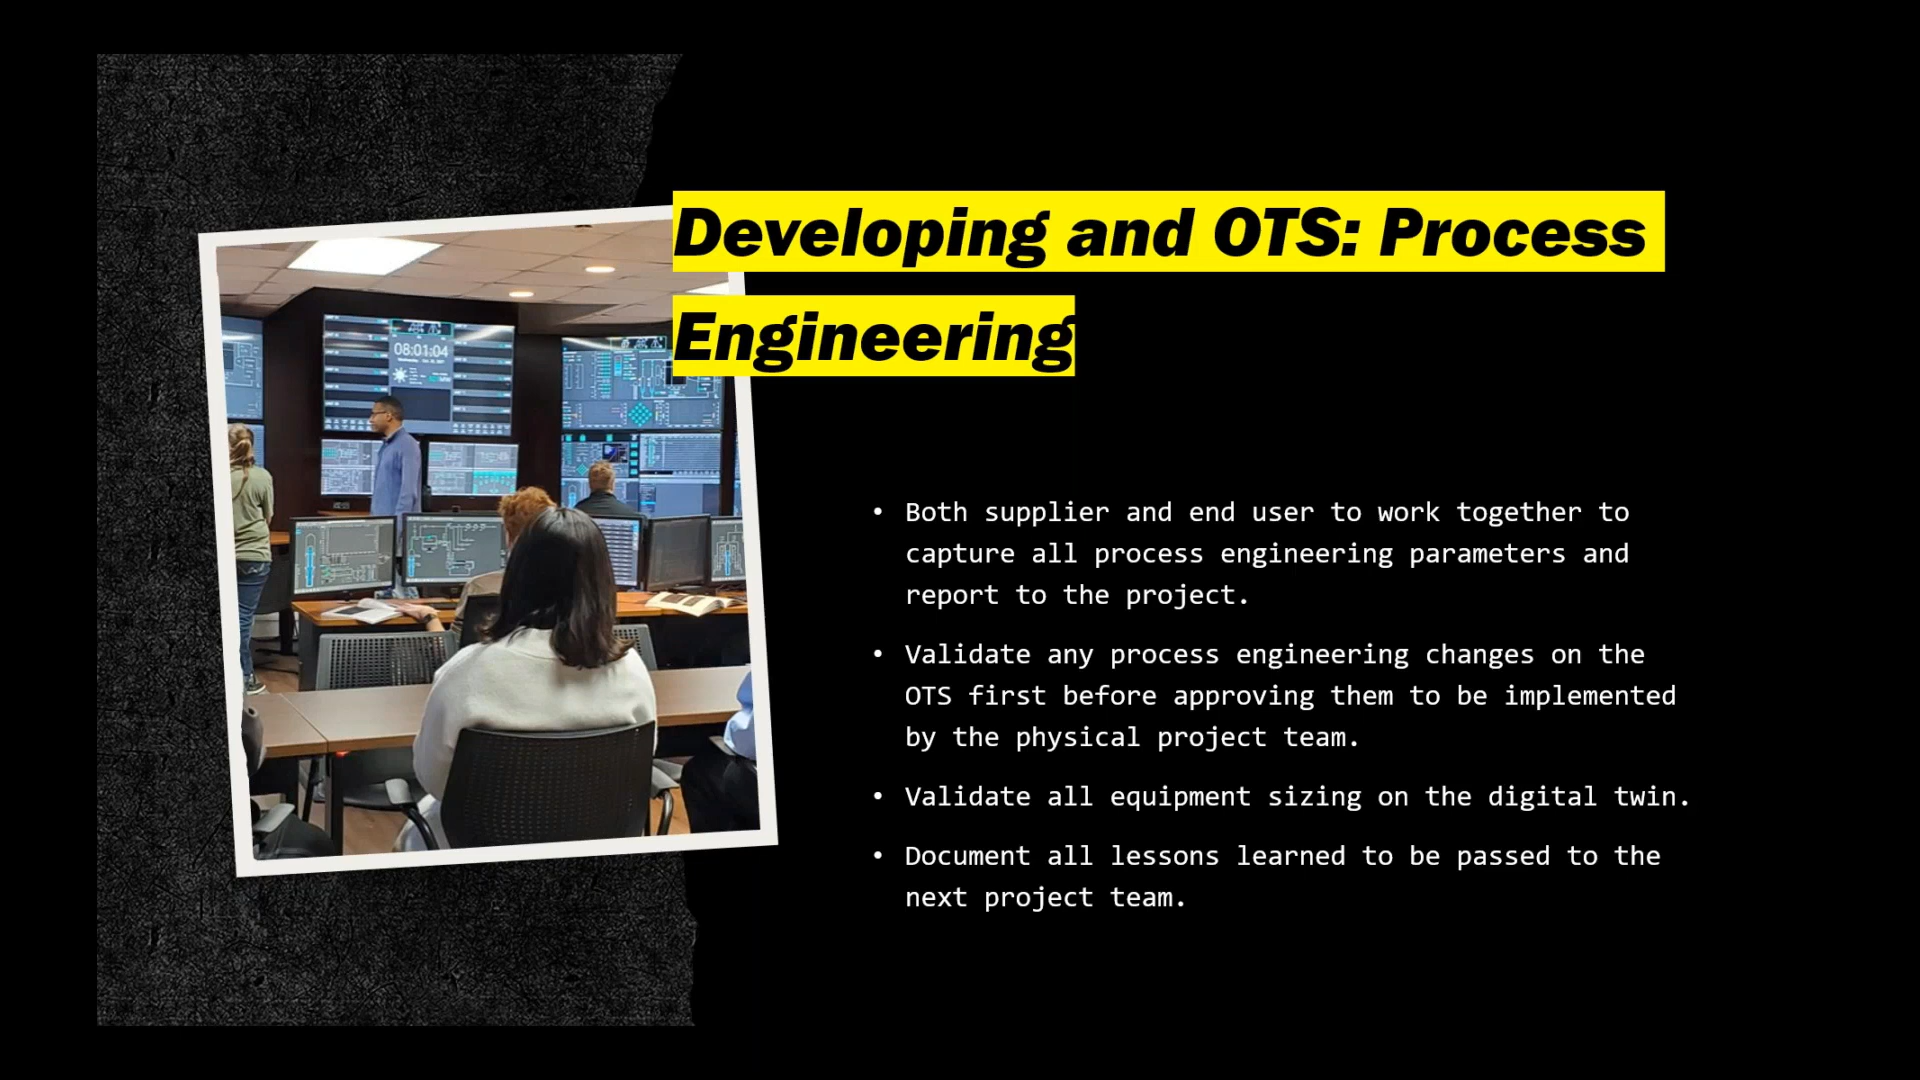 Developing and OTS: Process
Engineering
08:01:04
• Both supplier and end user to work together to
capture all process engineering parameters and
report to the project.
• Validate any process engineering changes on the
OTS first before approving them to be implemented
by the physical project team.
• Validate all equipment sizing on the digital twin.
• Document all lessons learned to be passed to the
next project team.